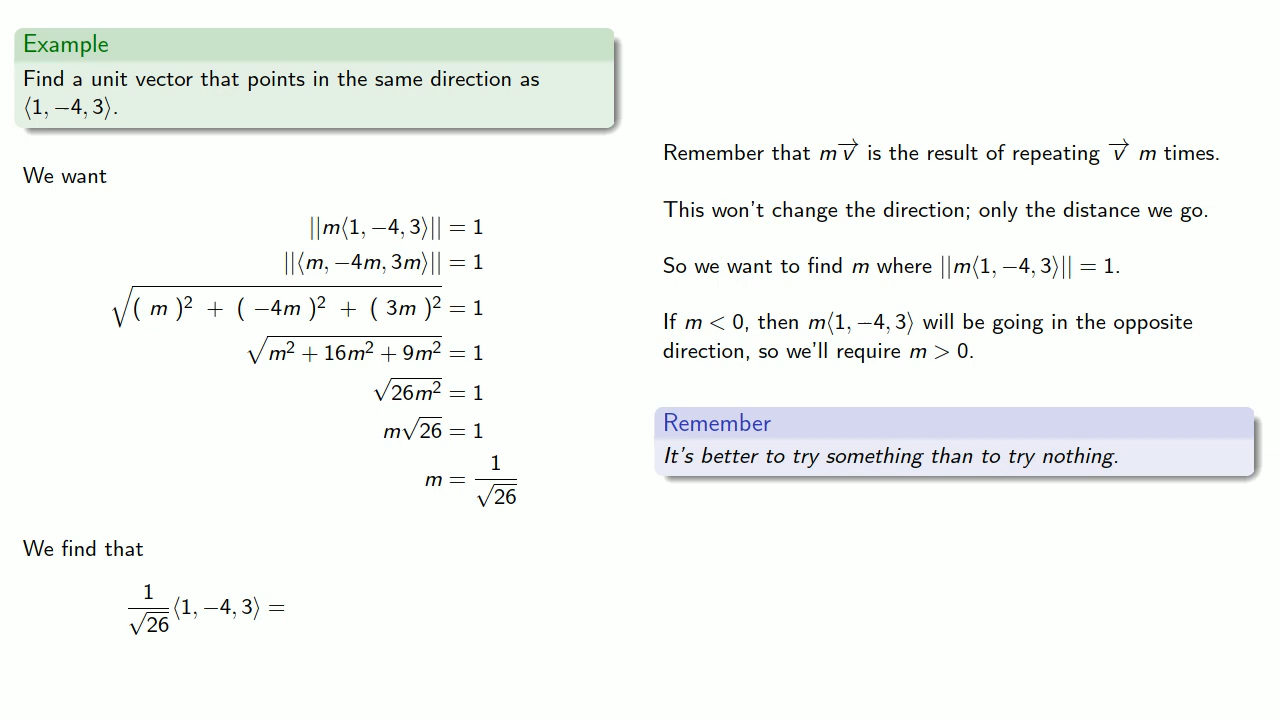 Example
Find a unit vector that points in the same direction as
⟨1, −4, 3⟩.
We want
||m⟨1, −4, 3⟩|| = 1
||⟨m, −4m, 3m⟩|| = 1
√(( m )² + ( −4m )² + ( 3m )²) = 1
√(m² + 16m² + 9m²) = 1
√(26m²) = 1
m√26 = 1
m = 1/√26
We find that
1/√26 ⟨1, −4, 3⟩ =
Remember that mv⃗ is the result of repeating v⃗ m times.
This won't change the direction; only the distance we go.
So we want to find m where ||m⟨1, −4, 3⟩|| = 1.
If m < 0, then m⟨1, −4, 3⟩ will be going in the opposite
direction, so we'll require m > 0.
Remember
It's better to try something than to try nothing.